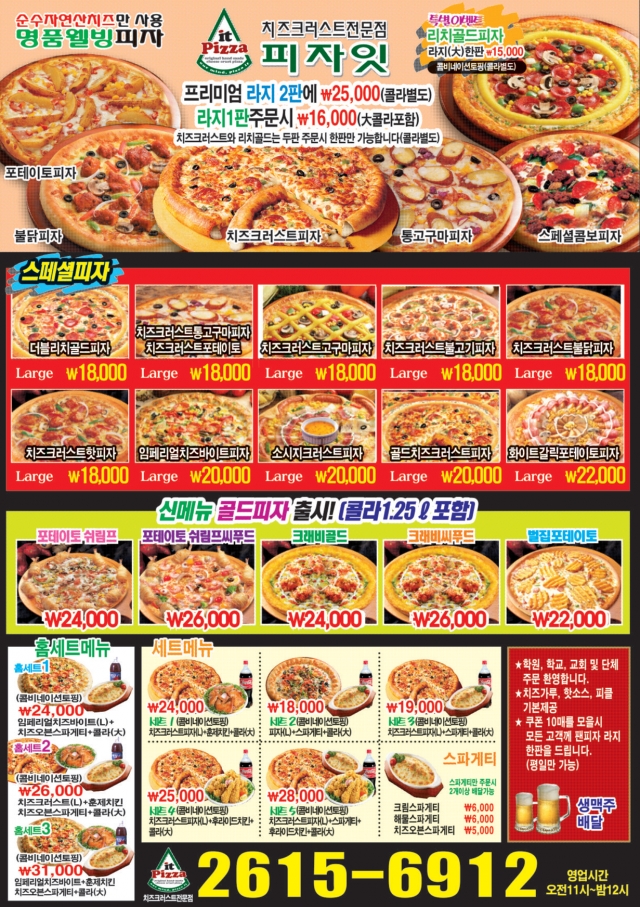 순수자연산치즈만 사용
명품웰빙피자
it
Pizza
치즈크러스트전문점
피자잇
특색이벤트
리치골드피자
라지(大)한판 ₩15,000
콤비네이션토핑(콜라별도)
프리미엄 라지 2판에 ₩25,000(콜라별도)
라지1판주문시 ₩16,000(大콜라포함)
치즈크러스트와 리치골드는 두판 주문시 한판만 가능합니다(콜라별도)
포테이토피자
불닭피자
치즈크러스트피자
통고구마피자
스페셜콤보피자
스페셜피자
더블리치골드피자
Large ₩18,000
치즈크러스트통고구마피자
치즈크러스트포테이토
Large ₩18,000
치즈크러스트고구마피자
Large ₩18,000
치즈크러스트불고기피자
Large ₩18,000
치즈크러스트불닭피자
Large ₩18,000
치즈크러스트핫피자
Large ₩18,000
임페리얼치즈바이트피자
Large ₩20,000
소시지크러스트피자
Large ₩20,000
골드치즈크러스트피자
Large ₩20,000
화이트갈릭포테이토피자
Large ₩22,000
신메뉴 골드피자 출시! (콜라1.25ℓ 포함)
포테이토 쉬림프
₩24,000
포테이토 쉬림프씨푸드
₩26,000
크래비골드
₩24,000
크래비씨푸드
₩26,000
벌집포테이토
₩22,000
홈세트메뉴
홈세트1
(콤비네이션토핑)
₩24,000
임페리얼치즈바이트(L)+
치즈오븐스파게티+콜라(大)
홈세트2
(콤비네이션토핑)
₩26,000
치즈크러스트(L)+훈제치킨
치즈오븐스파게티+콜라(大)
홈세트3
(콤비네이션토핑)
₩31,000
임페리얼치즈바이트+훈제치킨
치즈오븐스파게티+콜라(大)
세트메뉴
₩24,000
세트1 (콤비네이션토핑)
치즈크러스트피자(L)+훈제치킨+콜라(大)
₩18,000
세트2 (콤비네이션토핑)
피자(L)+스파게티+콜라(大)
₩19,000
세트3 (콤비네이션토핑)
치즈크러스트피자(L)+스파게티+콜라(大)
₩25,000
세트4 (콤비네이션토핑)
치즈크러스트피자(L)+후라이드치킨+
콜라(大)
₩28,000
세트5 (콤비네이션토핑)
치즈크러스트피자(L)+스파게티+
후라이드치킨+콜라(大)
스파게티
스파게티만 주문시
2개이상 배달가능
크림스파게티 ₩6,000
해물스파게티 ₩6,000
치즈오븐스파게티 ₩5,000
★학원, 학교, 교회 및 단체
주문 환영합니다.
★치즈가루, 핫소스, 피클
기본제공
★ 쿠폰 10매를 모을시
모든 고객께 팬피자 라지
한판을 드립니다.
(평일만 가능)
생맥주
배달
it
Pizza
치즈크러스트전문점
2615-6912
영업시간
오전11시~밤12시